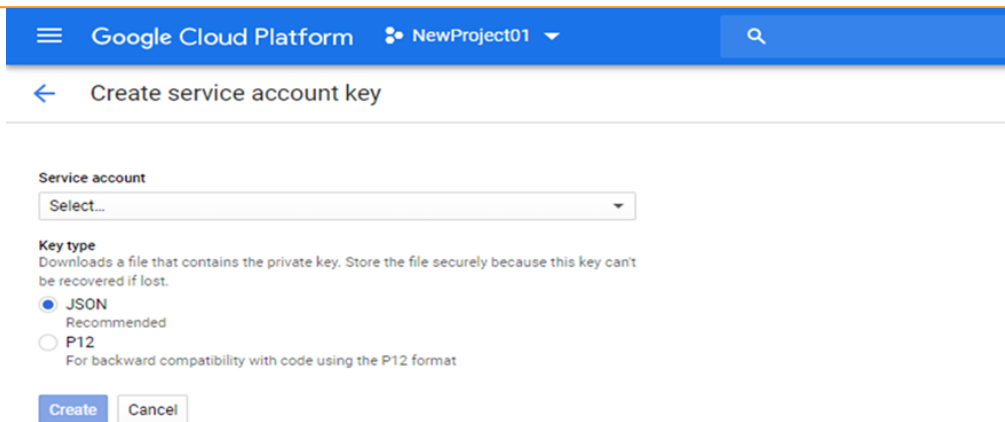 Google Cloud Platform NewProject01
Create service account key
Service account
Select...
Key type
Downloads a file that contains the private key. Store the file securely because this key can't
be recovered if lost.
JSON
Recommended
P12
For backward compatibility with code using the P12 format
Create Cancel